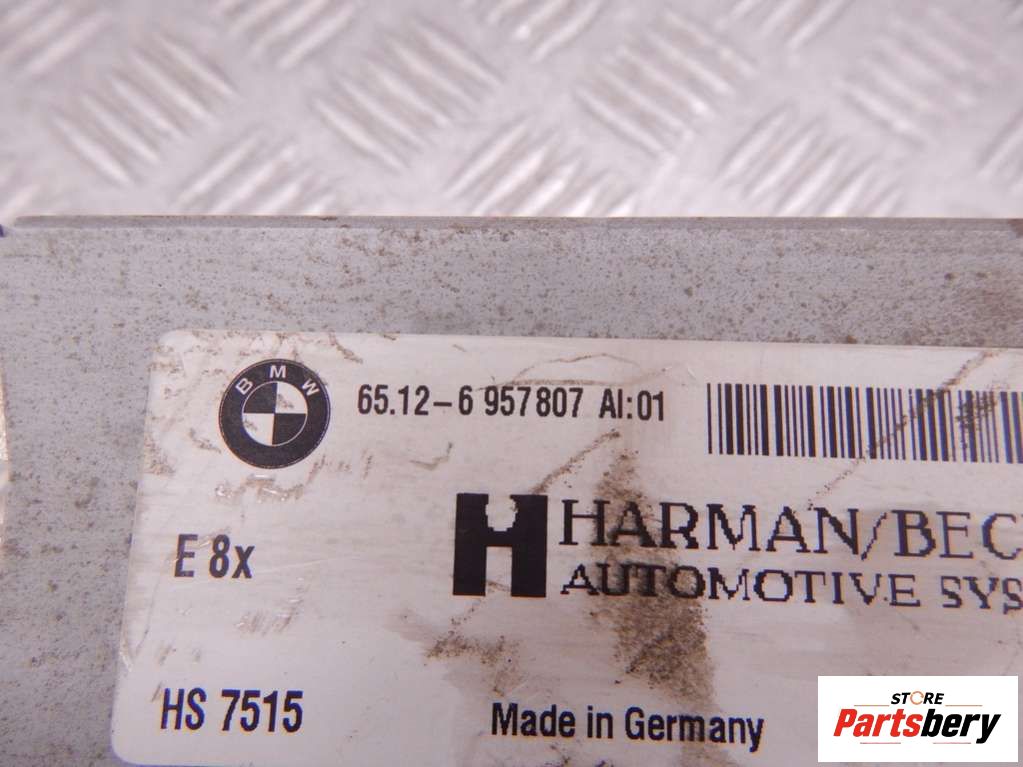 BMW
65.12-6 957807 AI:01
HARMAN/BEC
AUTOMOTIVE SYS
E 8x
HS 7515
Made in Germany
STORE
Partsbery